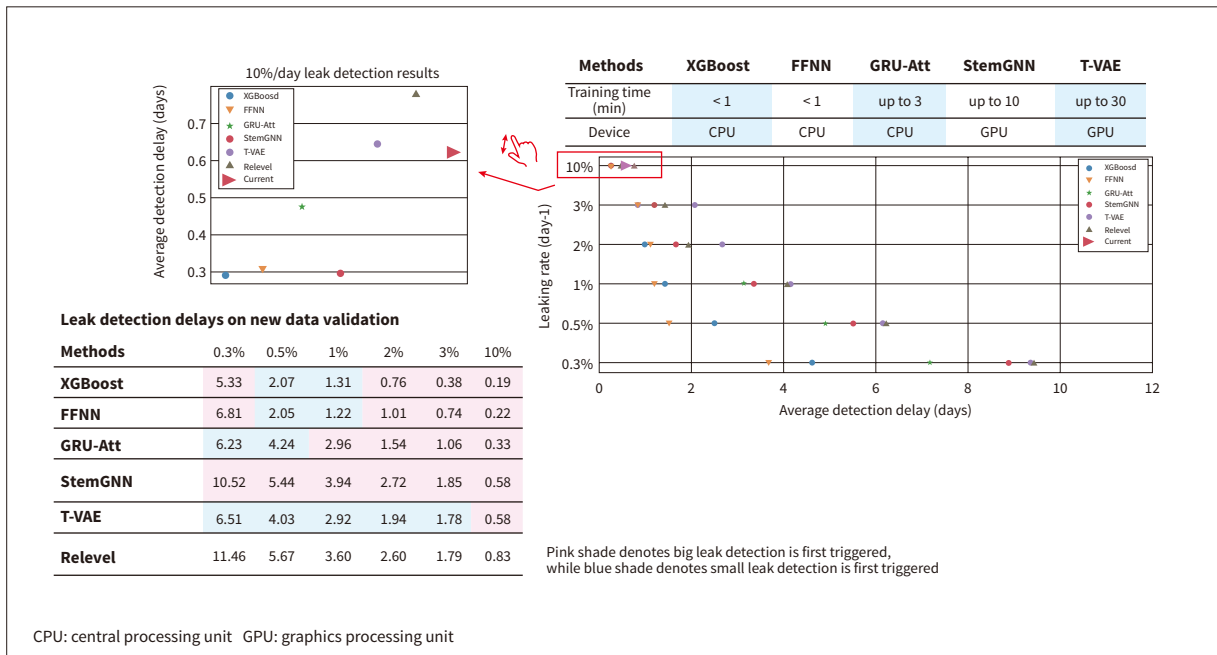 10%/day leak detection results
Average detection delay (days)
0.7
0.6
0.5
0.4
0.3
XGBoosd
FFNN
GRU-Att
StemGNN
T-VAE
Relevel
Current
Methods XGBoost FFNN GRU-Att StemGNN T-VAE
Training time (min) < 1 < 1 up to 3 up to 10 up to 30
Device CPU CPU CPU GPU GPU
Leaking rate (day-1)
10%
3%
2%
1%
0.5%
0.3%
XGBoosd
FFNN
GRU-Att
StemGNN
T-VAE
Relevel
Current
0 2 4 6 8 10 12
Average detection delay (days)
Leak detection delays on new data validation
Methods 0.3% 0.5% 1% 2% 3% 10%
XGBoost 5.33 2.07 1.31 0.76 0.38 0.19
FFNN 6.81 2.05 1.22 1.01 0.74 0.22
GRU-Att 6.23 4.24 2.96 1.54 1.06 0.33
StemGNN 10.52 5.44 3.94 2.72 1.85 0.58
T-VAE 6.51 4.03 2.92 1.94 1.78 0.58
Relevel 11.46 5.67 3.60 2.60 1.79 0.83
Pink shade denotes big leak detection is first triggered,
while blue shade denotes small leak detection is first triggered
CPU: central processing unit GPU: graphics processing unit